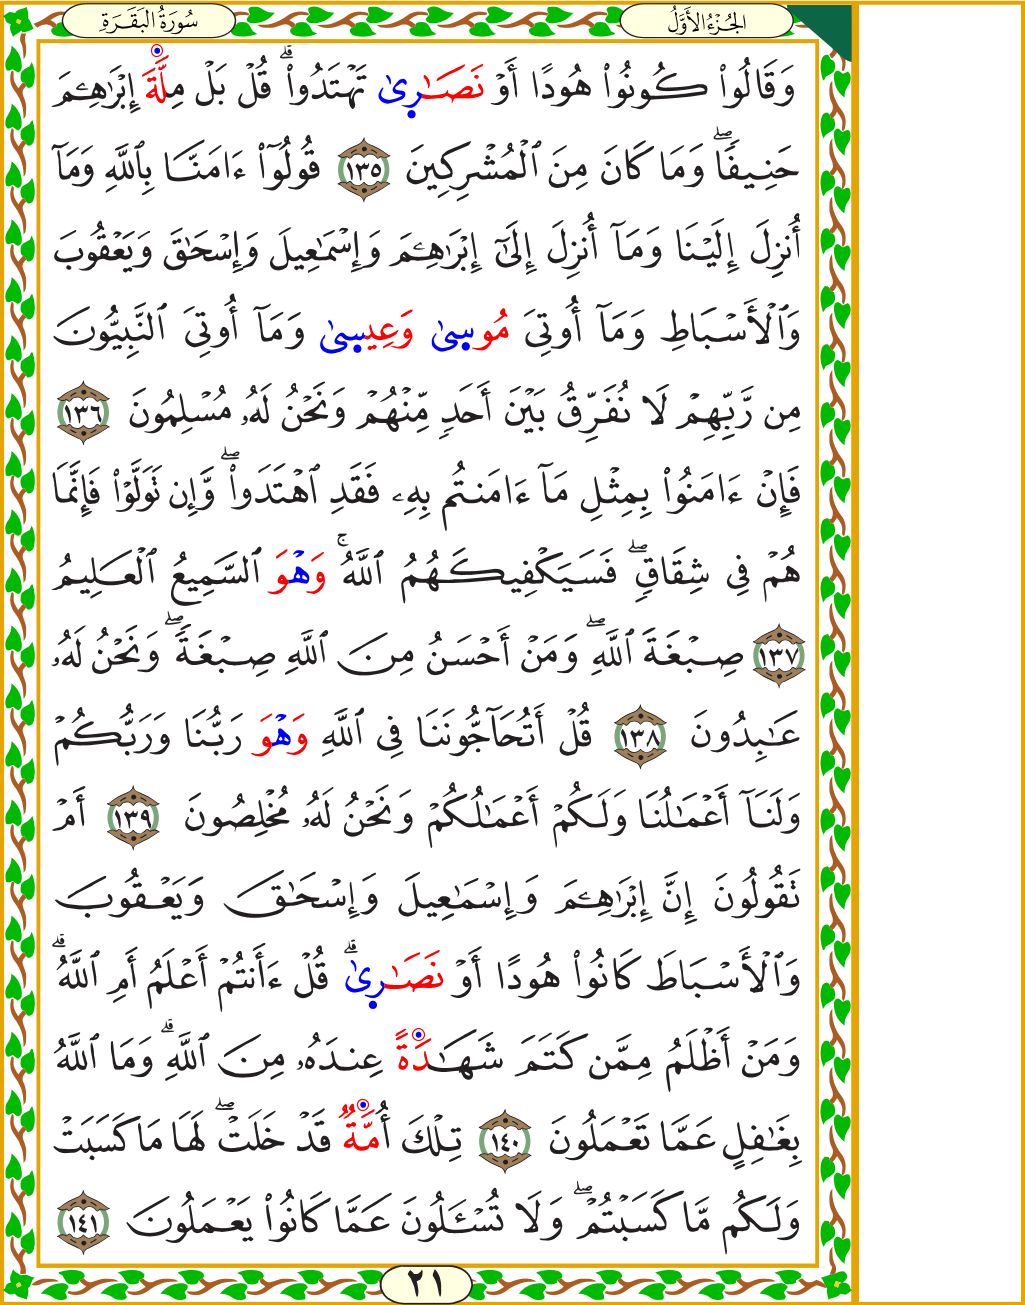 الجُزْءُ الأَوَّلُ
سُورَةُ البَقَرَةِ
وَقَالُواْ كُونُواْ هُودًا أَوۡ نَصَٰرِىٰ تَهۡتَدُواْۗ قُلۡ بَلۡ مِلَّةَ إِبۡرَٰهِـۧمَ
حَنِيفٗاۖ وَمَا كَانَ مِنَ ٱلۡمُشۡرِكِينَ ١٣٥ قُولُوٓاْ ءَامَنَّا بِٱللَّهِ وَمَآ
أُنزِلَ إِلَيۡنَا وَمَآ أُنزِلَ إِلَىٰٓ إِبۡرَٰهِـۧمَ وَإِسۡمَٰعِيلَ وَإِسۡحَٰقَ وَيَعۡقُوبَ
وَٱلۡأَسۡبَاطِ وَمَآ أُوتِيَ مُوسِىٰ وَعِيسِىٰ وَمَآ أُوتِيَ ٱلنَّبِيُّونَ
مِن رَّبِّهِمۡ لَا نُفَرِّقُ بَيۡنَ أَحَدٖ مِّنۡهُمۡ وَنَحۡنُ لَهُۥ مُسۡلِمُونَ ١٣٦
فَإِنۡ ءَامَنُواْ بِمِثۡلِ مَآ ءَامَنتُم بِهِۦ فَقَدِ ٱهۡتَدَواْۖ وَّإِن تَوَلَّوۡاْ فَإِنَّمَا
هُمۡ فِي شِقَاقٖۖ فَسَيَكۡفِيكَهُمُ ٱللَّهُۚ وَهۡوَ ٱلسَّمِيعُ ٱلۡعَلِيمُ
١٣٧ صِبۡغَةَ ٱللَّهِۖ وَمَنۡ أَحۡسَنُ مِنَ ٱللَّهِ صِبۡغَةٗۖ وَنَحۡنُ لَهُۥ
عَٰبِدُونَ ١٣٨ قُلۡ أَتُحَآجُّونَنَا فِي ٱللَّهِ وَهۡوَ رَبُّنَا وَرَبُّكُمۡ
وَلَنَآ أَعۡمَٰلُنَا وَلَكُمۡ أَعۡمَٰلُكُمۡ وَنَحۡنُ لَهُۥ مُخۡلِصُونَ ١٣٩ أَمۡ
تَقُولُونَ إِنَّ إِبۡرَٰهِـۧمَ وَإِسۡمَٰعِيلَ وَإِسۡحَٰقَ وَيَعۡقُوبَ
وَٱلۡأَسۡبَاطَ كَانُواْ هُودًا أَوۡ نَصَٰرِىٰۗ قُلۡ ءَأَنتُمۡ أَعۡلَمُ أَمِ ٱللَّهُۗ
وَمَنۡ أَظۡلَمُ مِمَّن كَتَمَ شَهَٰدَةً عِندَهُۥ مِنَ ٱللَّهِۗ وَمَا ٱللَّهُ
بِغَٰفِلٍ عَمَّا تَعۡمَلُونَ ١٤٠ تِلۡكَ أُمَّةٞ قَدۡ خَلَتۡۖ لَهَا مَا كَسَبَتۡ
وَلَكُم مَّا كَسَبۡتُمۡۖ وَلَا تُسۡـَٔلُونَ عَمَّا كَانُواْ يَعۡمَلُونَ ١٤١
٢١